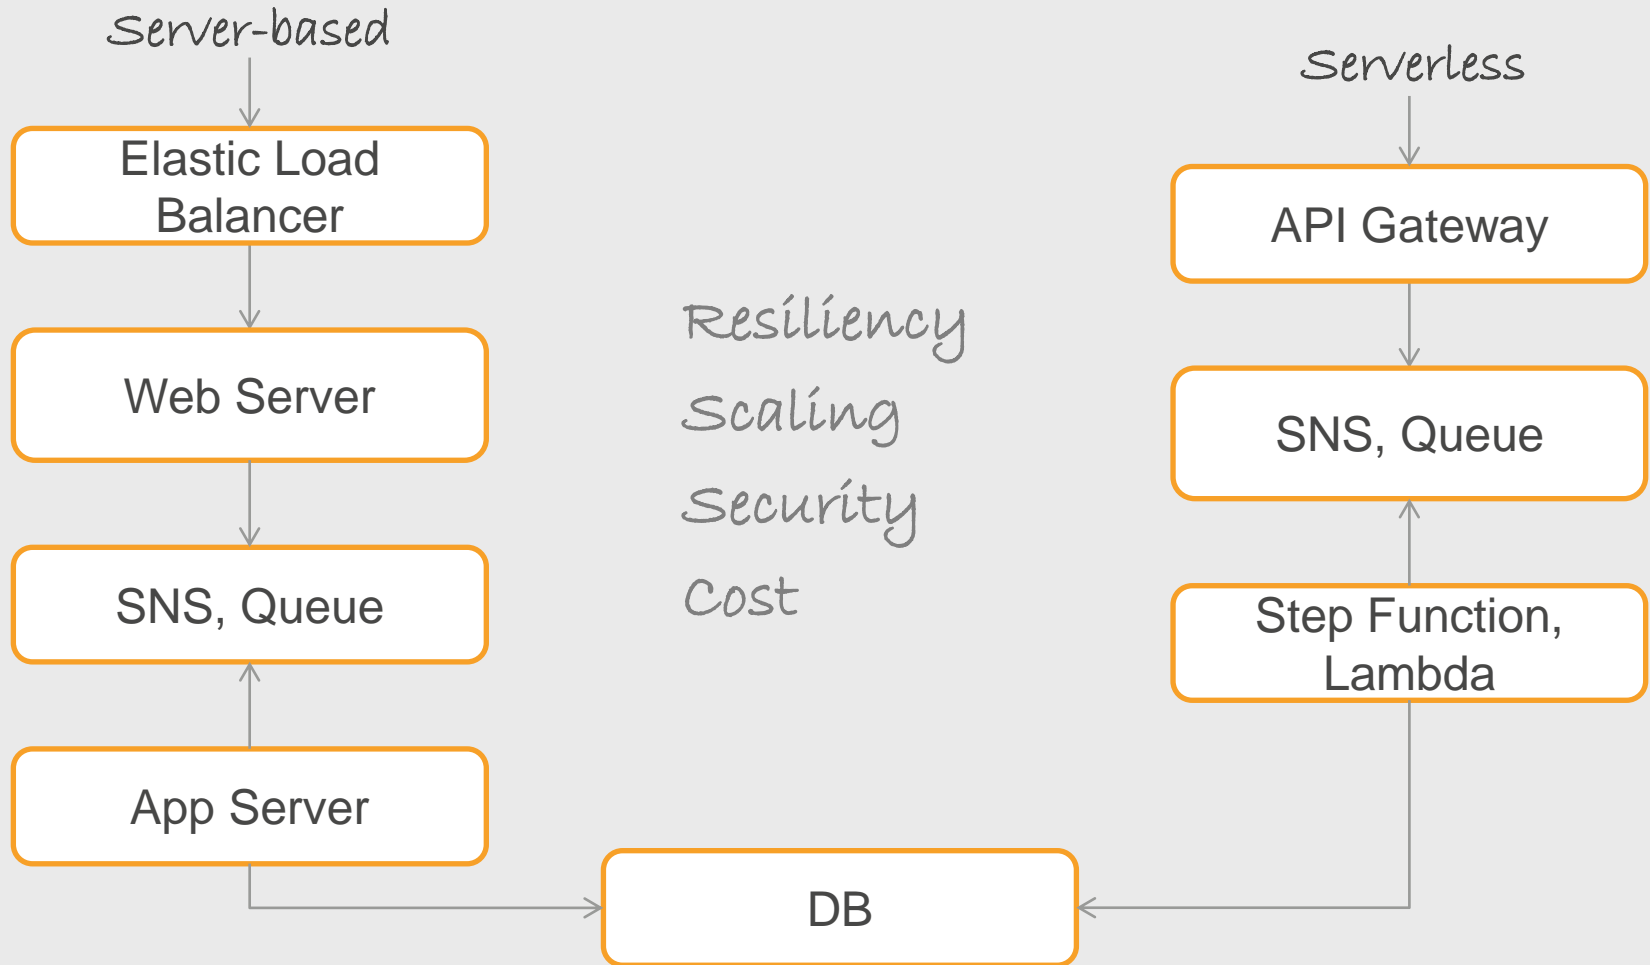 Server-based
Elastic Load
Balancer
Web Server
SNS, Queue
App Server
Resiliency
Scaling
Security
Cost
Serverless
API Gateway
SNS, Queue
Step Function,
Lambda
DB